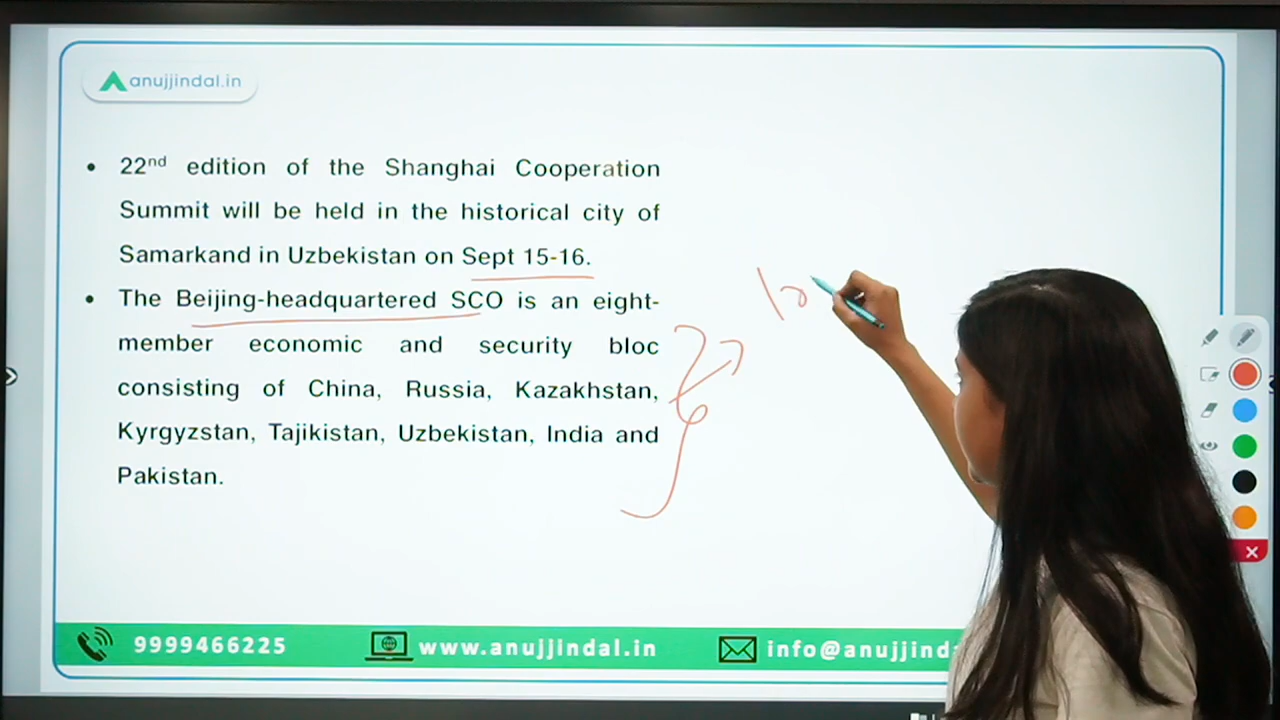 anujjindal.in
• 22nd edition of the Shanghai Cooperation
Summit will be held in the historical city of
Samarkand in Uzbekistan on Sept 15-16.
• The Beijing-headquartered SCO is an eight-
member economic and security bloc
consisting of China, Russia, Kazakhstan,
Kyrgyzstan, Tajikistan, Uzbekistan, India and
Pakistan.
9999466225 www.anujjindal.in info@anujjinda